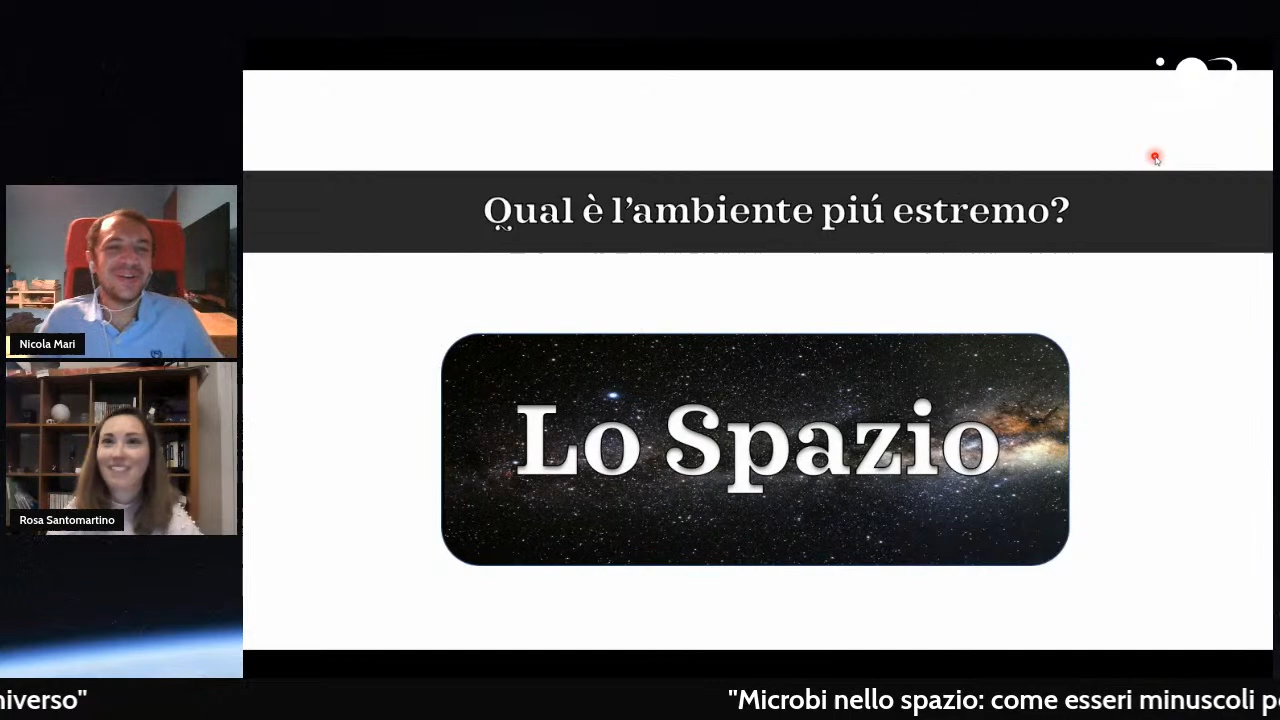 Qual è l'ambiente piú estremo?
Nicola Mari
Lo Spazio
Rosa Santomartino
niverso" "Microbi nello spazio: come esseri minuscoli p